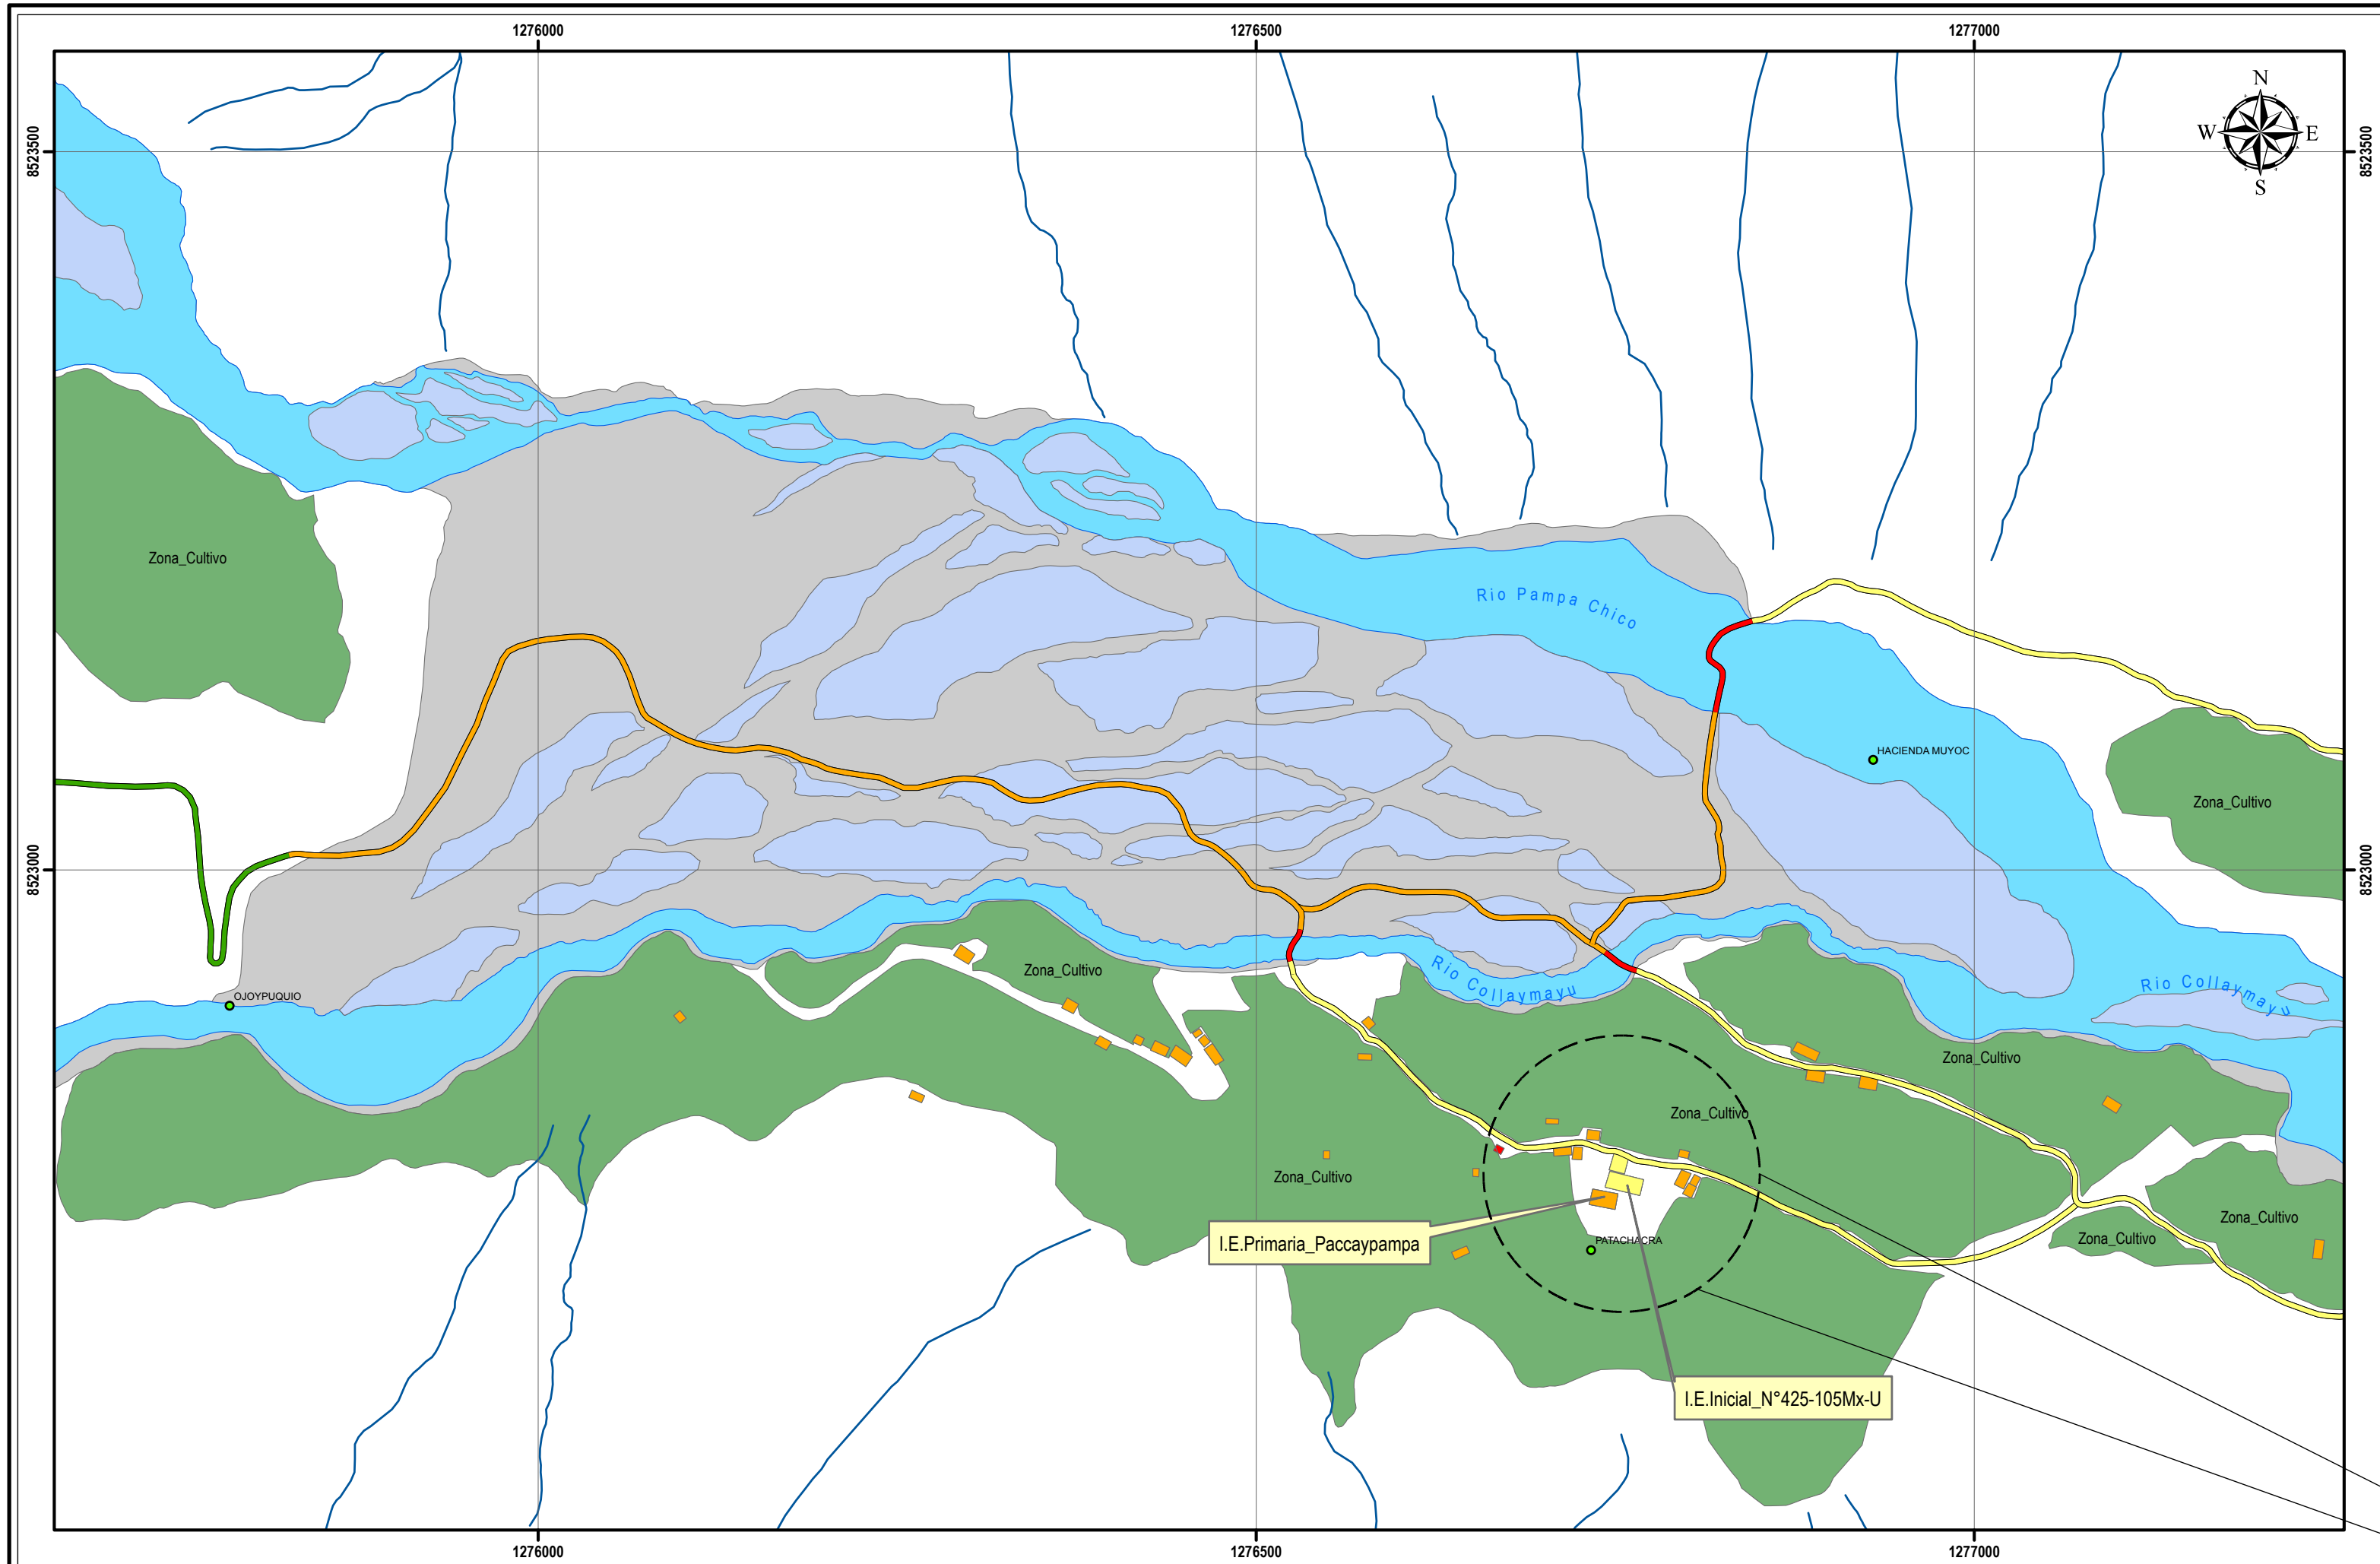 1276000 1276500 1277000
N
W E
S
8523500 8523500
Zona_Cultivo
Rio Pampa Chico
HACIENDA MUYOC
Zona_Cultivo
8523000 8523000
Zona_Cultivo
Rio Collaymayu
Rio Collaymayu
OJOYPUQUIO
Zona_Cultivo
Zona_Cultivo
Zona_Cultivo
Zona_Cultivo
Zona_Cultivo
I.E.Primaria_Paccaypampa
PATACHACRA
Zona_Cultivo
I.E.Inicial_N°425-105Mx-U
1276000 1276500 1277000